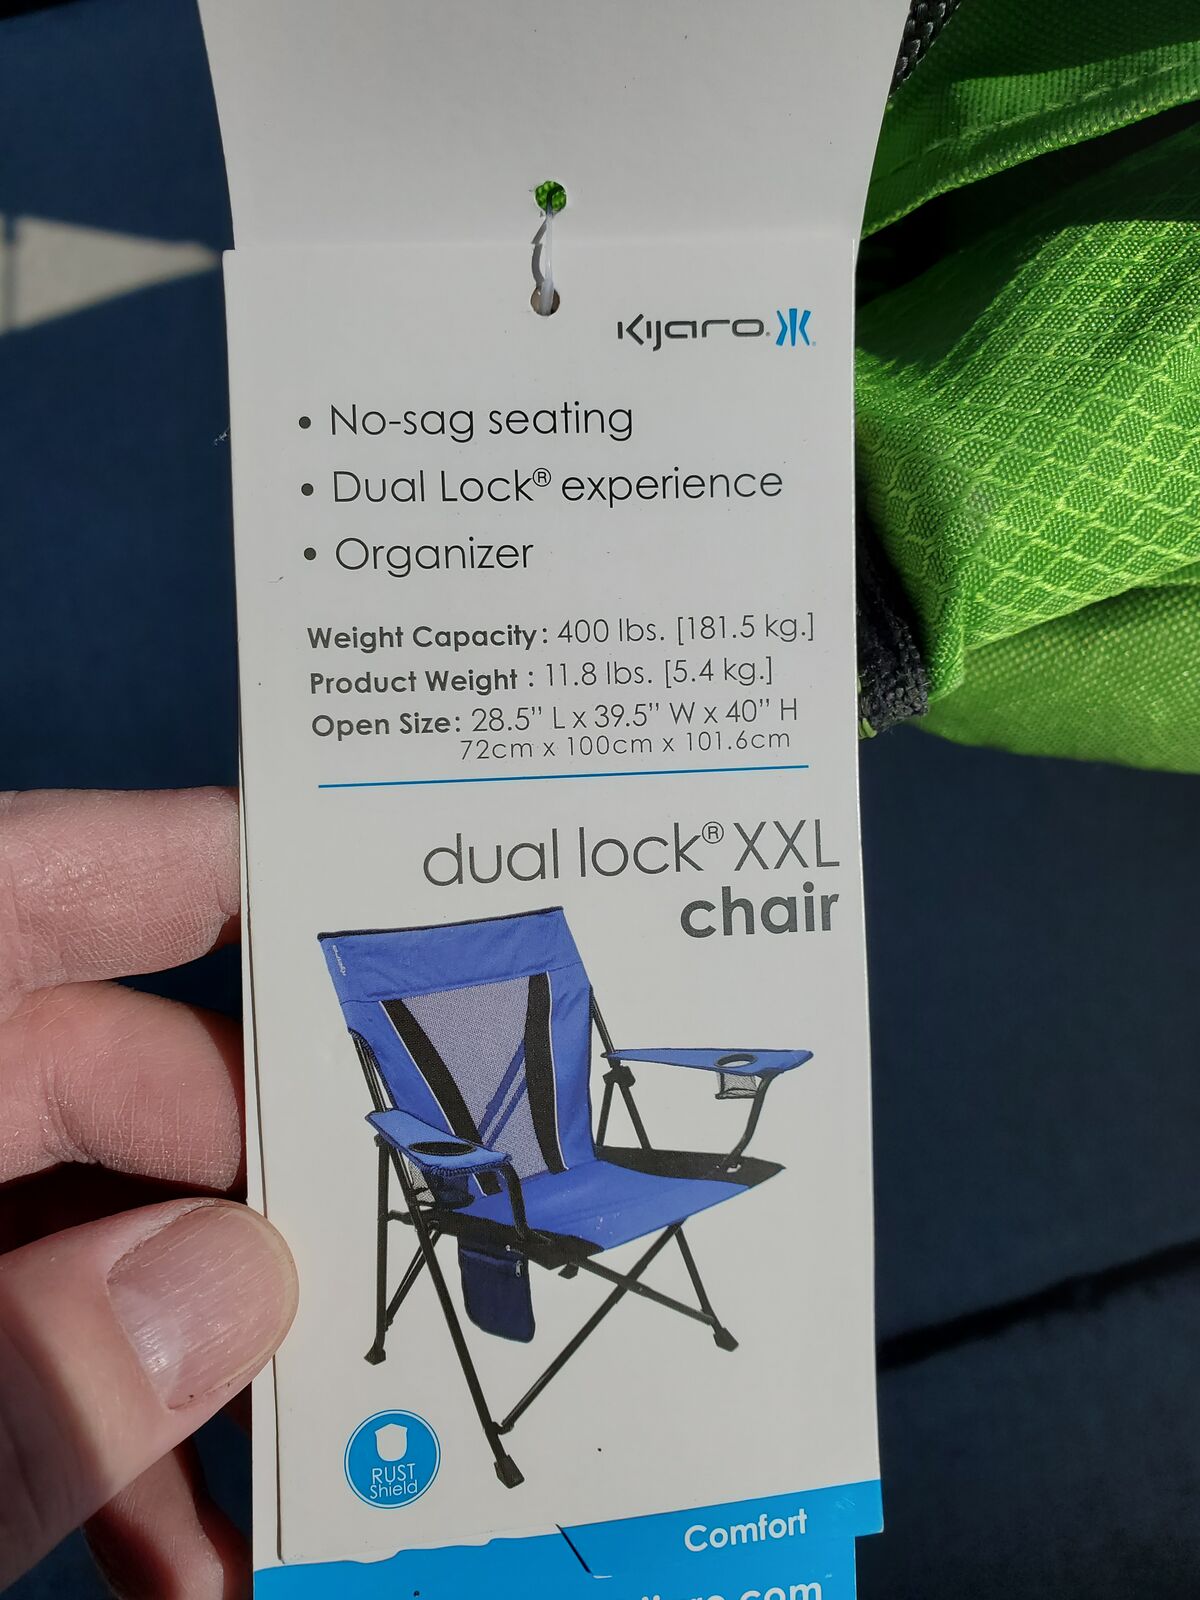 Kijaro.®
• No-sag seating
• Dual Lock® experience
• Organizer
Weight Capacity: 400 lbs. [181.5 kg.]
Product Weight : 11.8 lbs. [5.4 kg.]
Open Size: 28.5” L x 39.5” W x 40” H
72cm x 100cm x 101.6cm
dual lock® XXL
chair
kijaro
RUST
Shield
Comfort